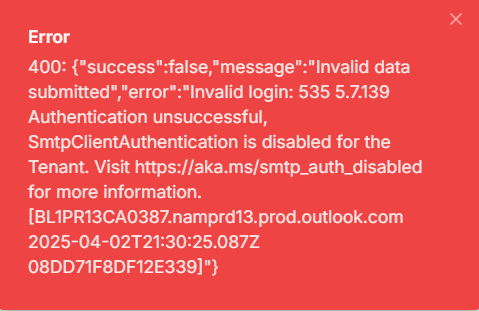 Error
400: {"success":false,"message":"Invalid data
submitted","error":"Invalid login: 535 5.7.139
Authentication unsuccessful,
SmtpClientAuthentication is disabled for the
Tenant. Visit https://aka.ms/smtp_auth_disabled
for more information.
[BL1PR13CA0387.namprd13.prod.outlook.com
2025-04-02T21:30:25.087Z
08DD71F8DF12E339]"}